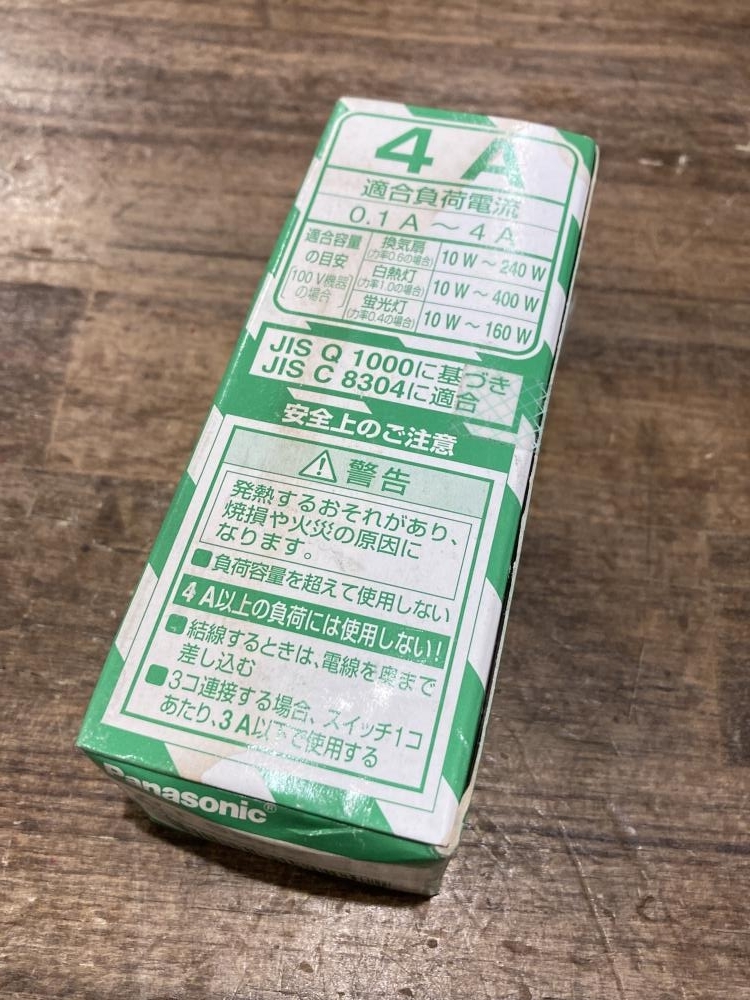 4 A
適合負荷電流
0.1 A ～ 4 A
適合容量
の目安
(100 V機器
の場合)
換気扇
(力率0.6の場合)
10 W ～ 240 W
白熱灯
(力率1.0の場合)
10 W ～ 400 W
蛍光灯
(力率0.4の場合)
10 W ～ 160 W
JIS Q 1000に基づき
JIS C 8304に適合
安全上のご注意
警告
発熱するおそれがあり、
焼損や火災の原因に
なります。
■負荷容量を超えて使用しない
4 A以上の負荷には使用しない!
■結線するときは、電線を奥まで
差し込む
■3コ連接する場合、スイッチ1コ
あたり、3 A以下で使用する
Panasonic®